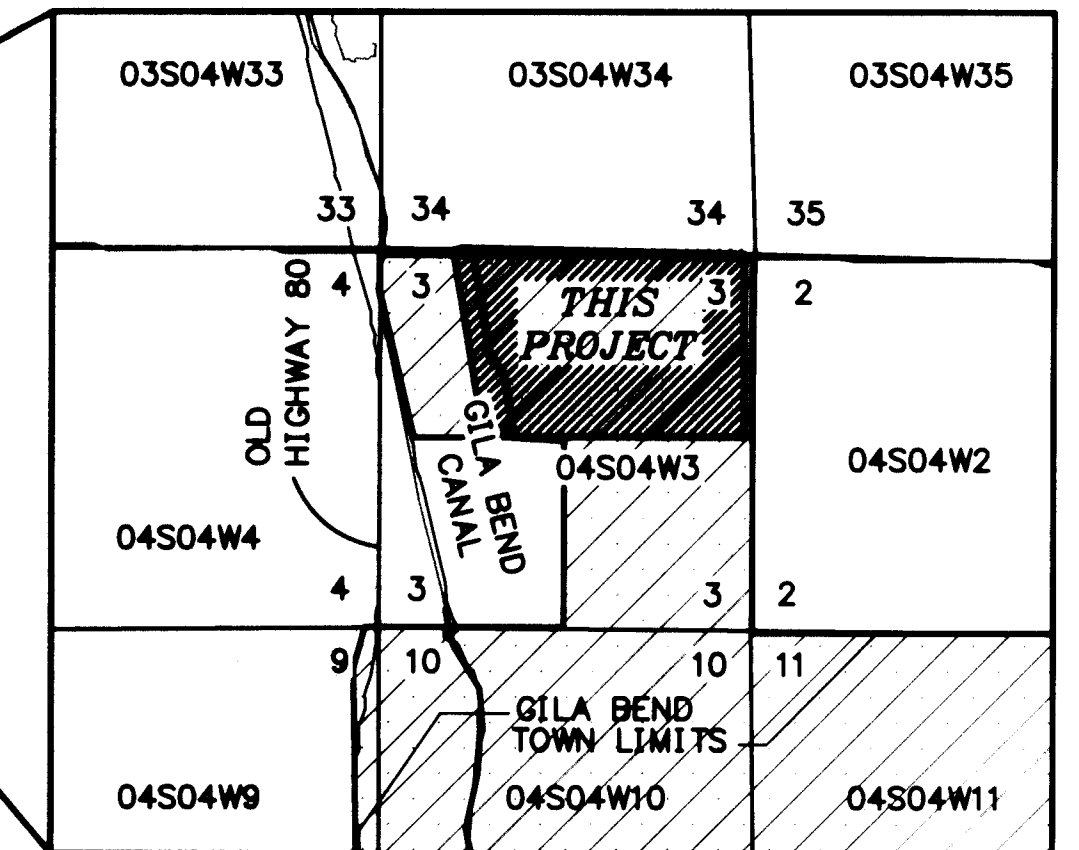 03S04W33
03S04W34
03S04W35
33
34
34
35
4
3
3
2
THIS
PROJECT
OLD
HIGHWAY 80
GILA BEND
CANAL
04S04W3
04S04W2
04S04W4
4
3
3
2
9
10
10
11
GILA BEND
TOWN LIMITS
04S04W9
04S04W10
04S04W11